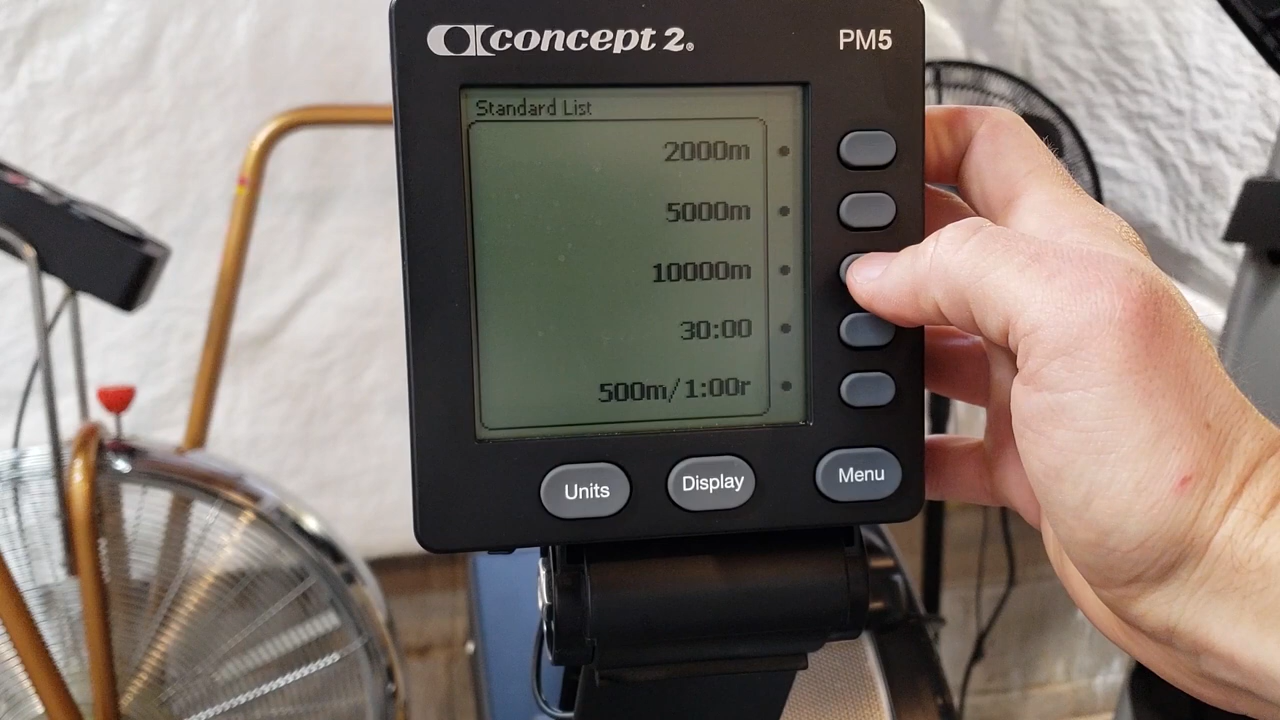 concept 2®
PM5
Standard List
2000m
5000m
10000m
30:00
500m/1:00r
Units
Display
Menu